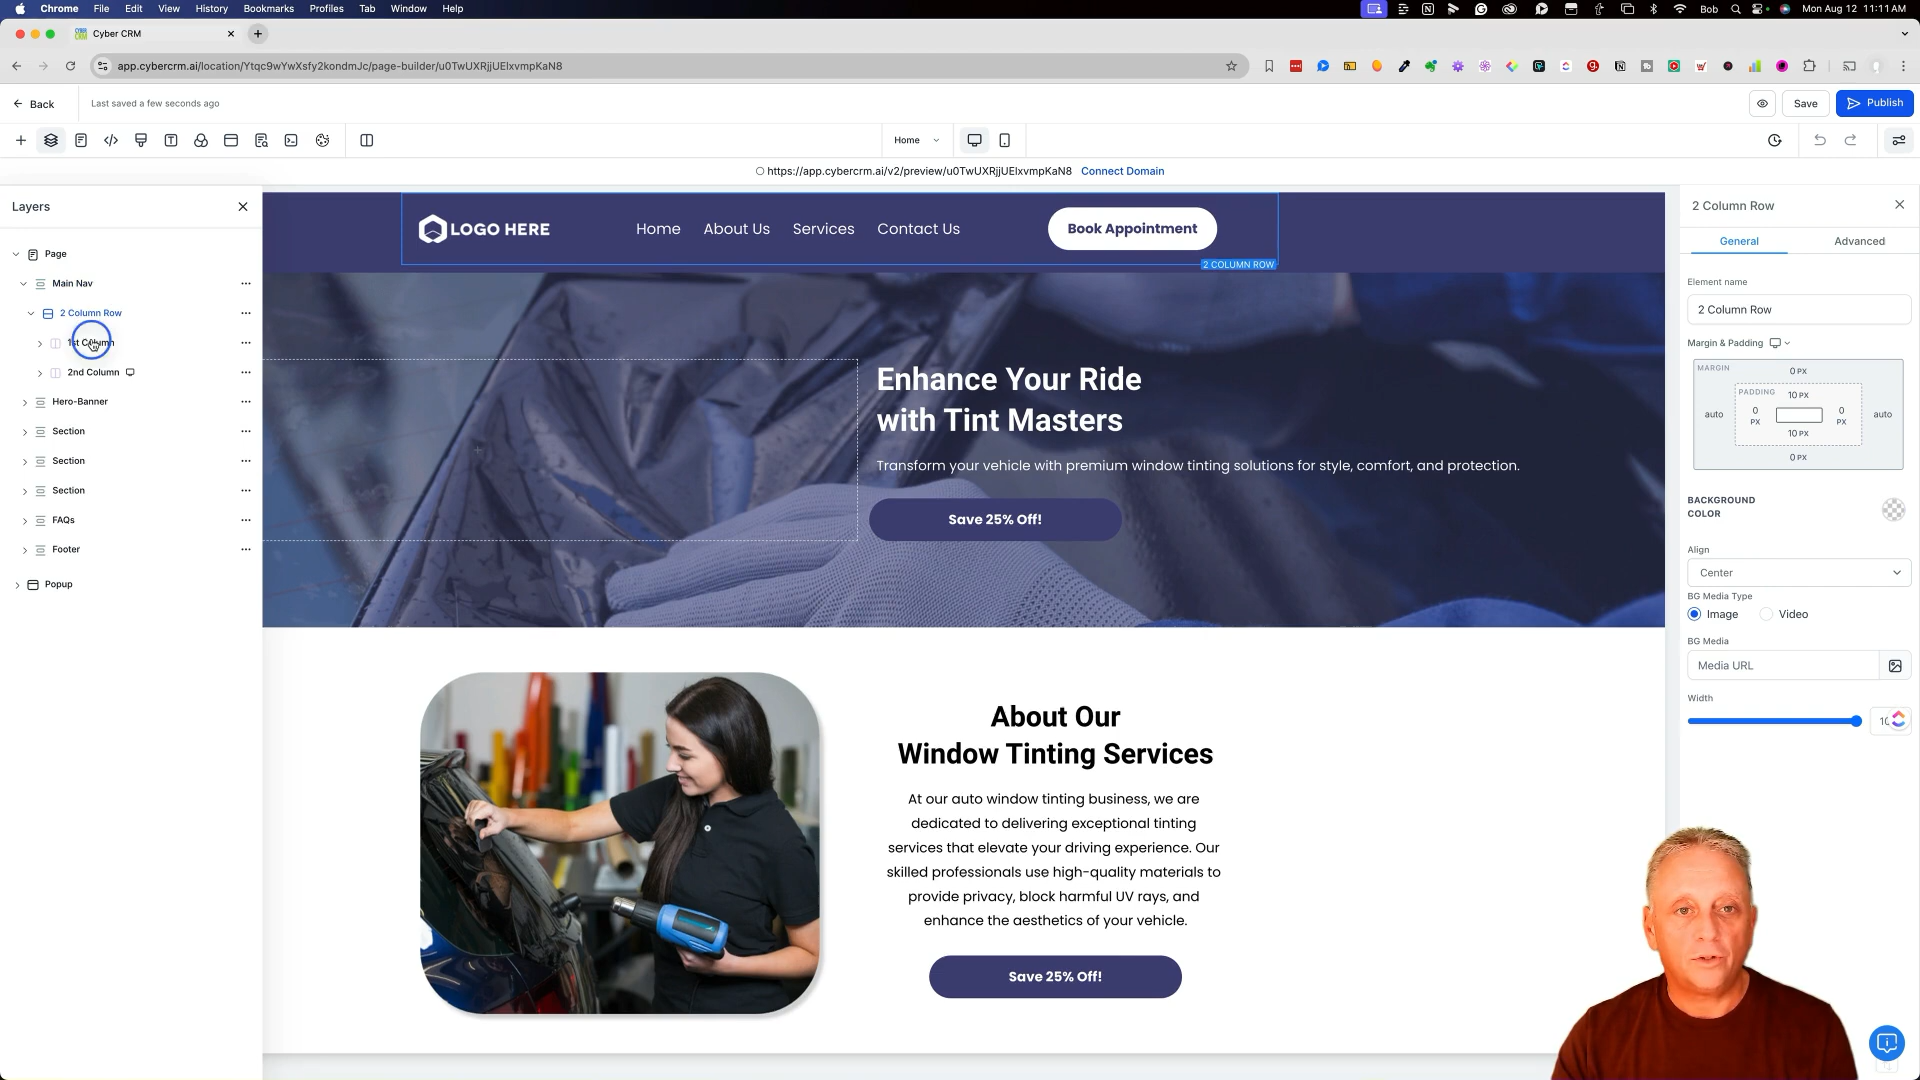 Chrome File Edit View History Bookmarks Profiles Tab Window Help
Bob Mon Aug 12 11:11 AM
Cyber CRM
app.cybercrm.ai/location/Ytqc9wYwXsfy2kondmJc/page-builder/u0TwUXRjjUElxvmpKaN8
Back Last saved a few seconds ago
Save Publish
Home
https://app.cybercrm.ai/v2/preview/u0TwUXRjjUElxvmpKaN8 Connect Domain
Layers
Page
Main Nav
2 Column Row
1st Column
2nd Column
Hero-Banner
Section
Section
Section
FAQs
Footer
Popup
LOGO HERE Home About Us Services Contact Us Book Appointment
2 COLUMN ROW
Enhance Your Ride
with Tint Masters
Transform your vehicle with premium window tinting solutions for style, comfort, and protection.
Save 25% Off!
About Our
Window Tinting Services
At our auto window tinting business, we are
dedicated to delivering exceptional tinting
services that elevate your driving experience. Our
skilled professionals use high-quality materials to
provide privacy, block harmful UV rays, and
enhance the aesthetics of your vehicle.
Save 25% Off!
2 Column Row
General Advanced
Element name
2 Column Row
Margin & Padding
MARGIN 0 PX
PADDING 10 PX
auto 0 PX 0 PX auto
10 PX
0 PX
BACKGROUND
COLOR
Align
Center
BG Media Type
Image Video
BG Media
Media URL
Width